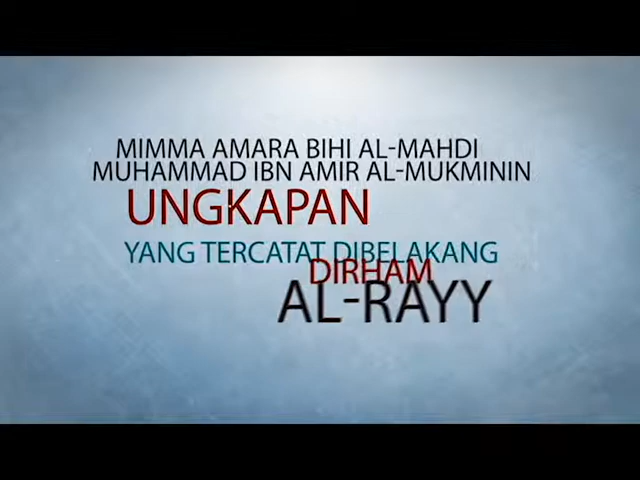 MIMMA AMARA BIHI AL-MAHDI
MUHAMMAD IBN AMIR AL-MUKMININ
UNGKAPAN
YANG TERCATAT DIBELAKANG
DIRHAM
AL-RAYY